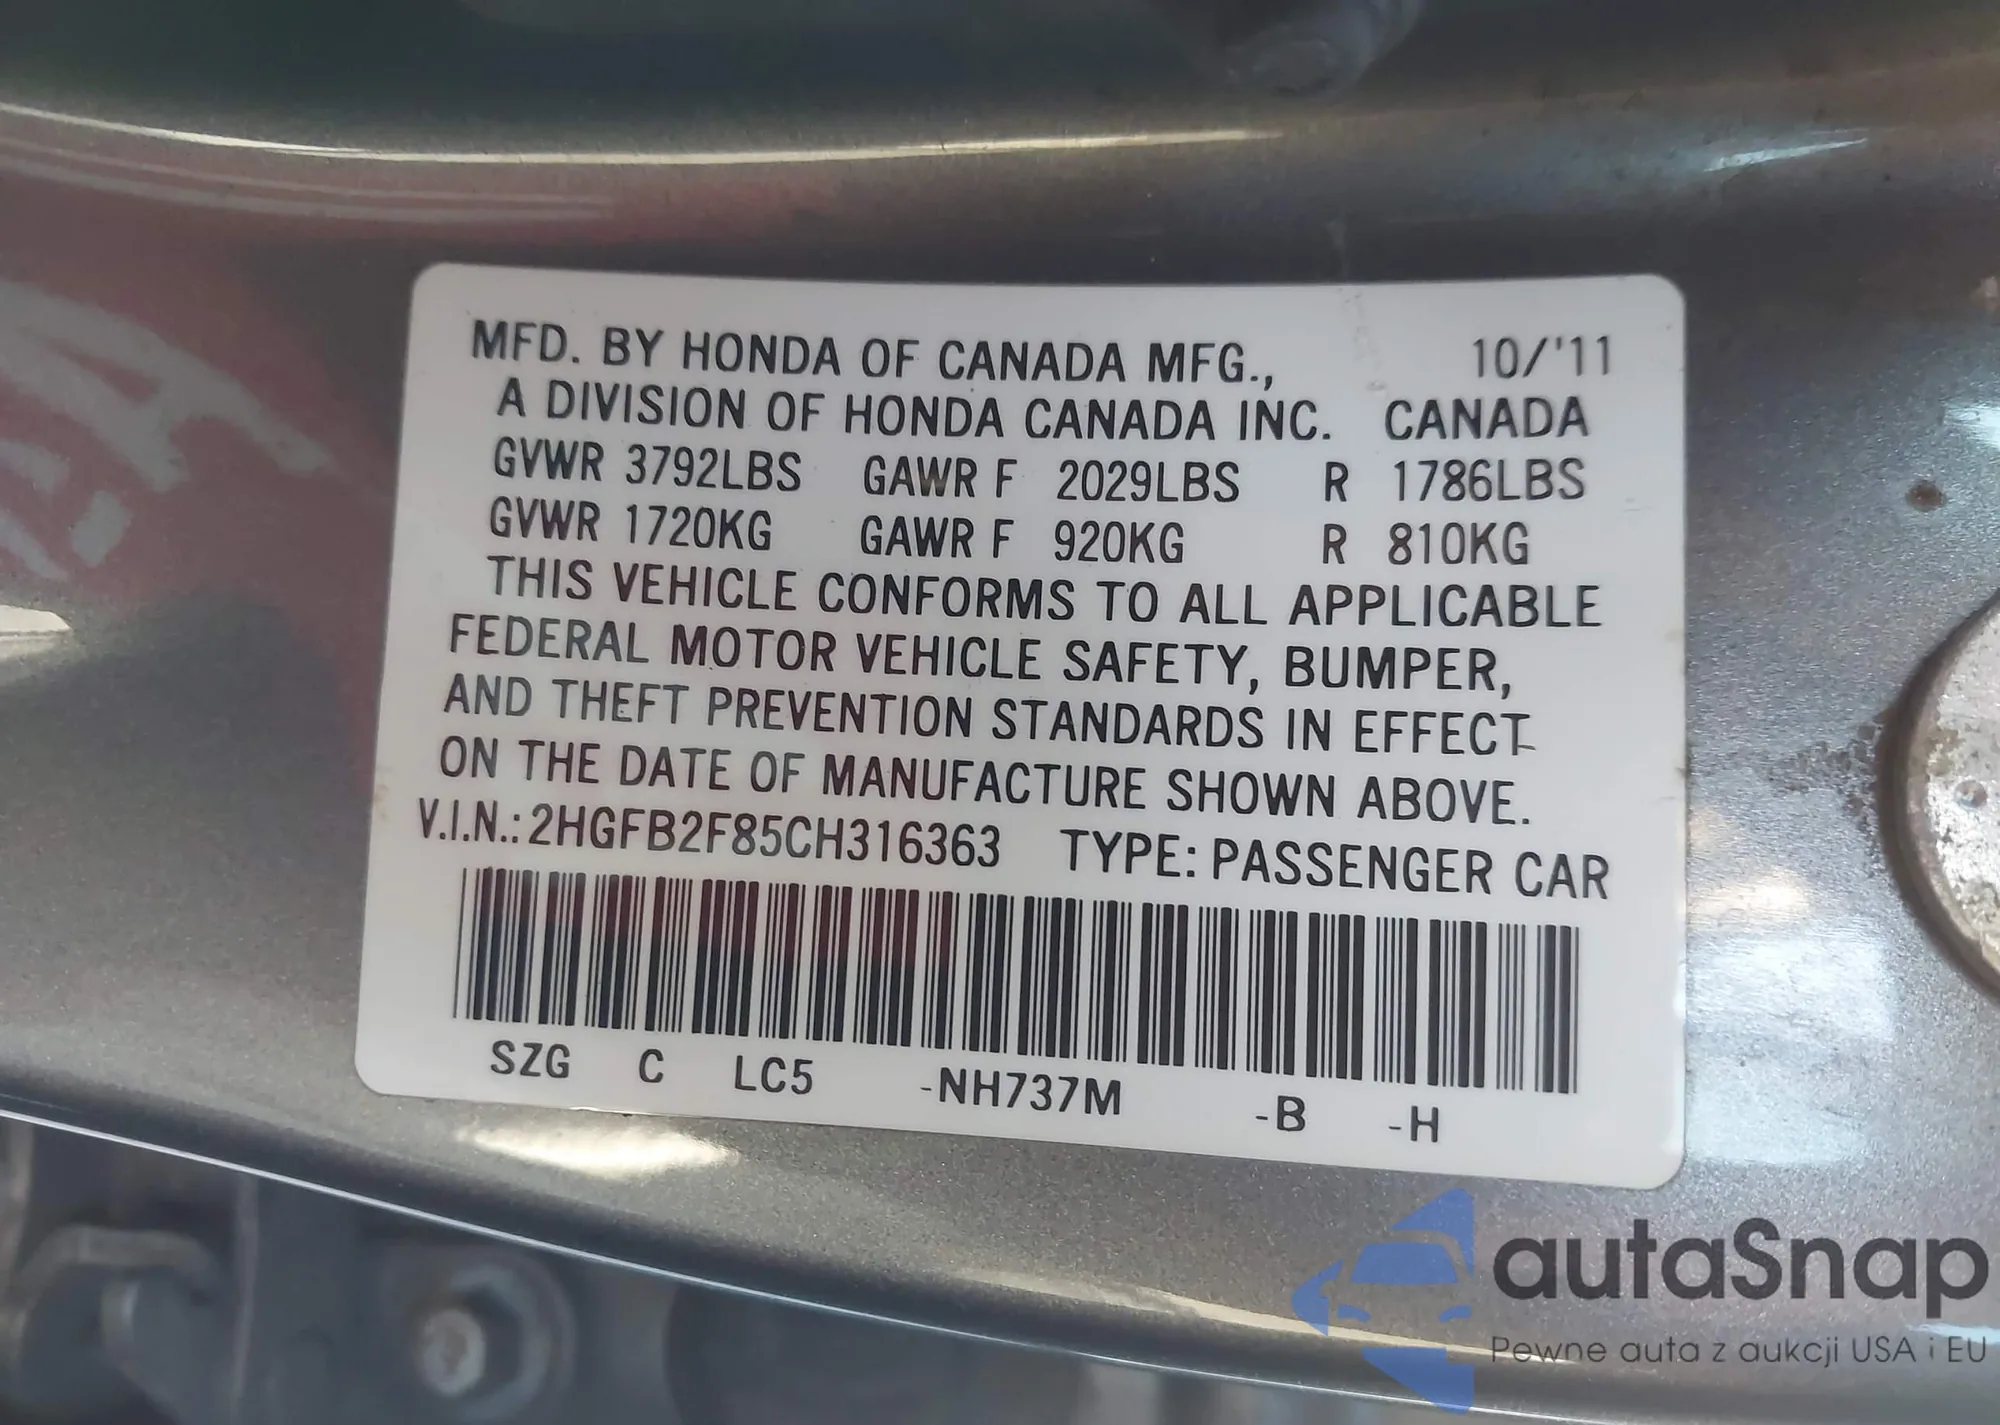 MFD. BY HONDA OF CANADA MFG., 10/'11
A DIVISION OF HONDA CANADA INC. CANADA
GVWR 3792LBS GAWR F 2029LBS R 1786LBS
GVWR 1720KG GAWR F 920KG R 810KG
THIS VEHICLE CONFORMS TO ALL APPLICABLE
FEDERAL MOTOR VEHICLE SAFETY, BUMPER,
AND THEFT PREVENTION STANDARDS IN EFFECT
ON THE DATE OF MANUFACTURE SHOWN ABOVE.
V.I.N.: 2HGFB2F85CH316363 TYPE: PASSENGER CAR
SZG C LC5 -NH737M -B -H
autaSnap
Pewne auta z aukcji USA i EU